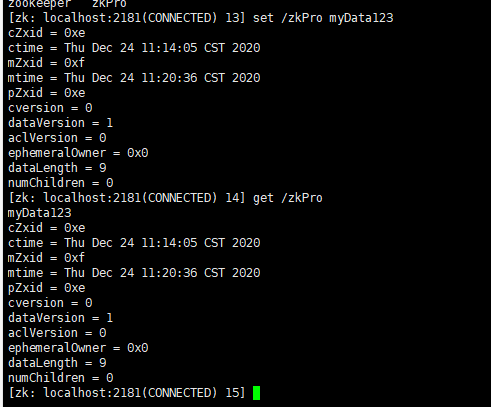 zookeeper   zkPro
[zk: localhost:2181(CONNECTED) 13] set /zkPro myData123
cZxid = 0xe
ctime = Thu Dec 24 11:14:05 CST 2020
mZxid = 0xf
mtime = Thu Dec 24 11:20:36 CST 2020
pZxid = 0xe
cversion = 0
dataVersion = 1
aclVersion = 0
ephemeralOwner = 0x0
dataLength = 9
numChildren = 0
[zk: localhost:2181(CONNECTED) 14] get /zkPro
myData123
cZxid = 0xe
ctime = Thu Dec 24 11:14:05 CST 2020
mZxid = 0xf
mtime = Thu Dec 24 11:20:36 CST 2020
pZxid = 0xe
cversion = 0
dataVersion = 1
aclVersion = 0
ephemeralOwner = 0x0
dataLength = 9
numChildren = 0
[zk: localhost:2181(CONNECTED) 15]